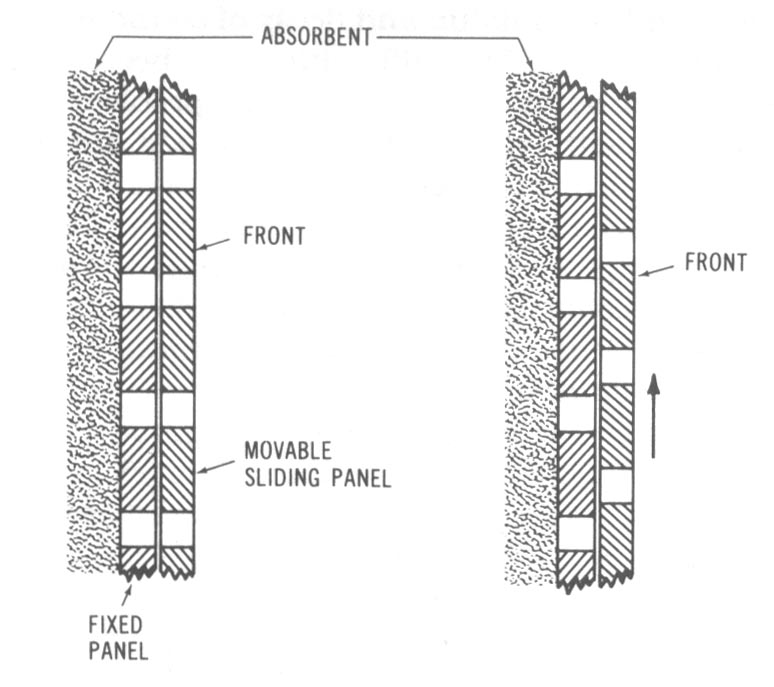 ABSORBENT
FRONT
FRONT
MOVABLE
SLIDING PANEL
FIXED
PANEL